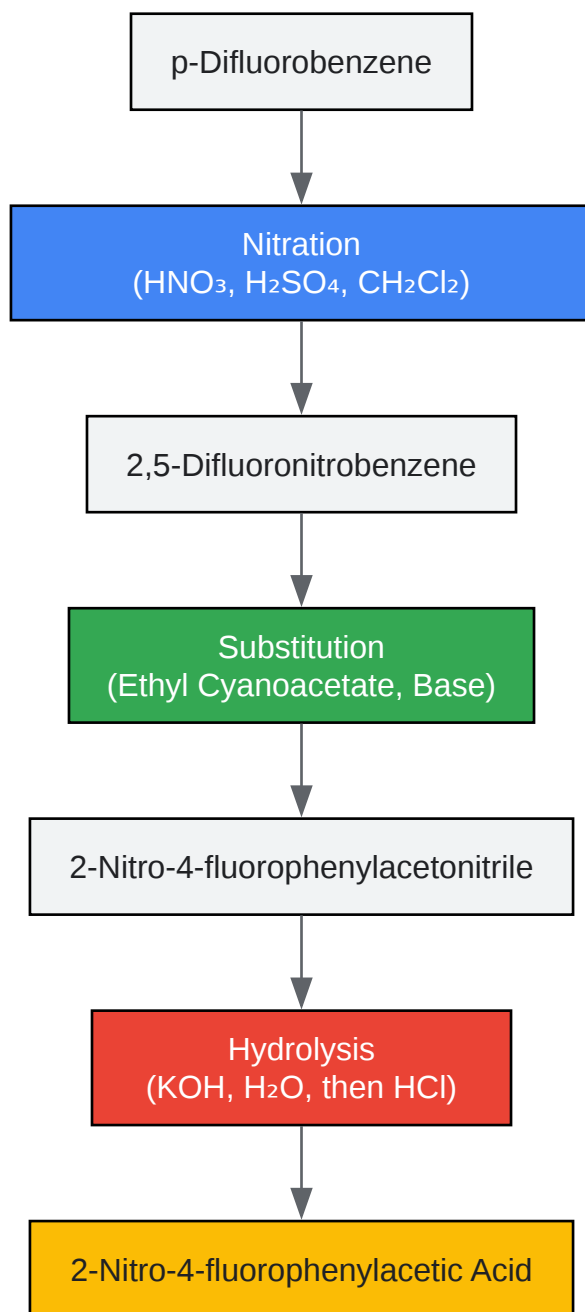 p-Difluorobenzene
Nitration
(HNO₃, H₂SO₄, CH₂Cl₂)
2,5-Difluoronitrobenzene
Substitution
(Ethyl Cyanoacetate, Base)
2-Nitro-4-fluorophenylacetonitrile
Hydrolysis
(KOH, H₂O, then HCl)
2-Nitro-4-fluorophenylacetic Acid